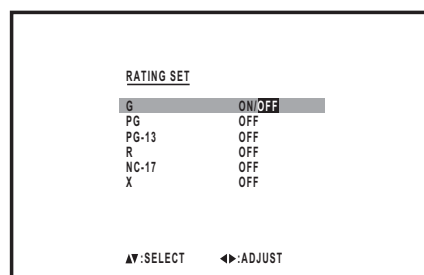 RATING SET
G ON/OFF
PG OFF
PG-13 OFF
R OFF
NC-17 OFF
X OFF
▲▼:SELECT ◀▶:ADJUST